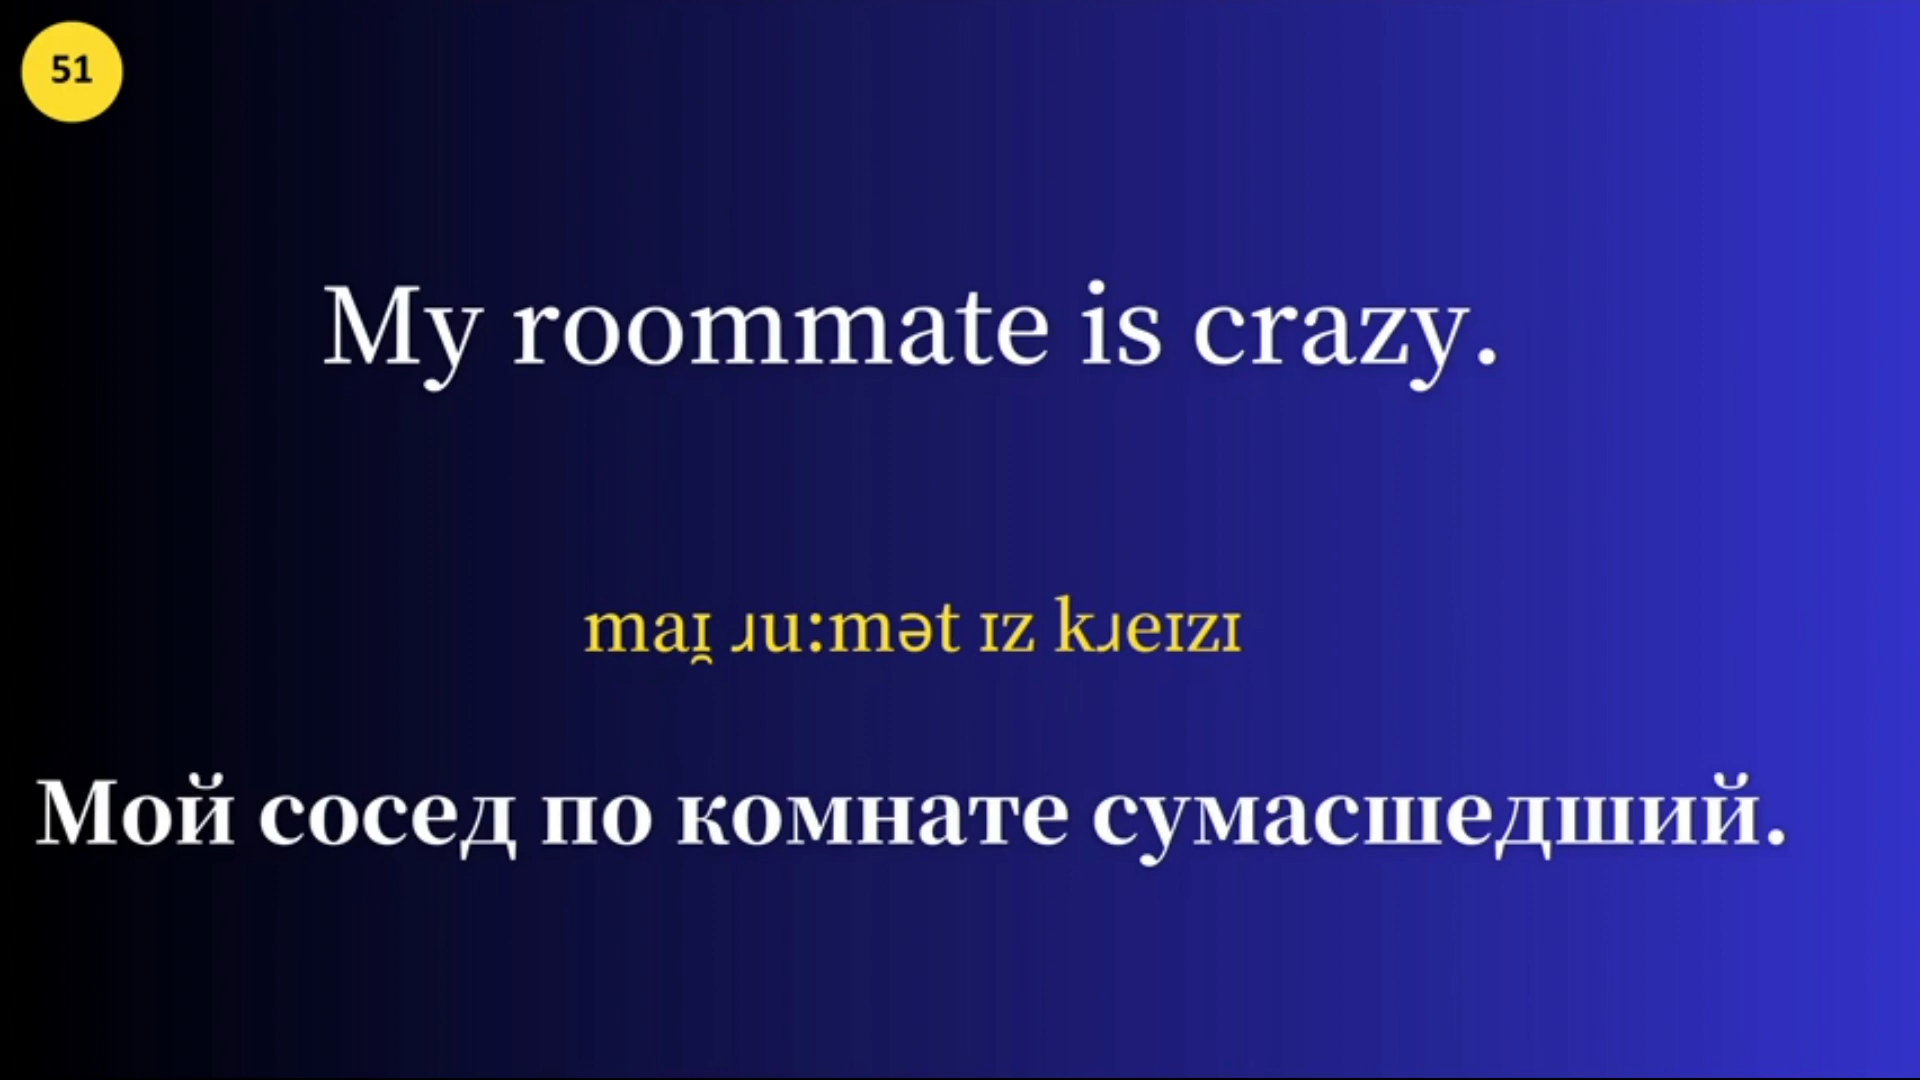 51
My roommate is crazy.
maɪ̯ ɹu:mət ɪz kɹeɪzɪ
Мой сосед по комнате сумасшедший.